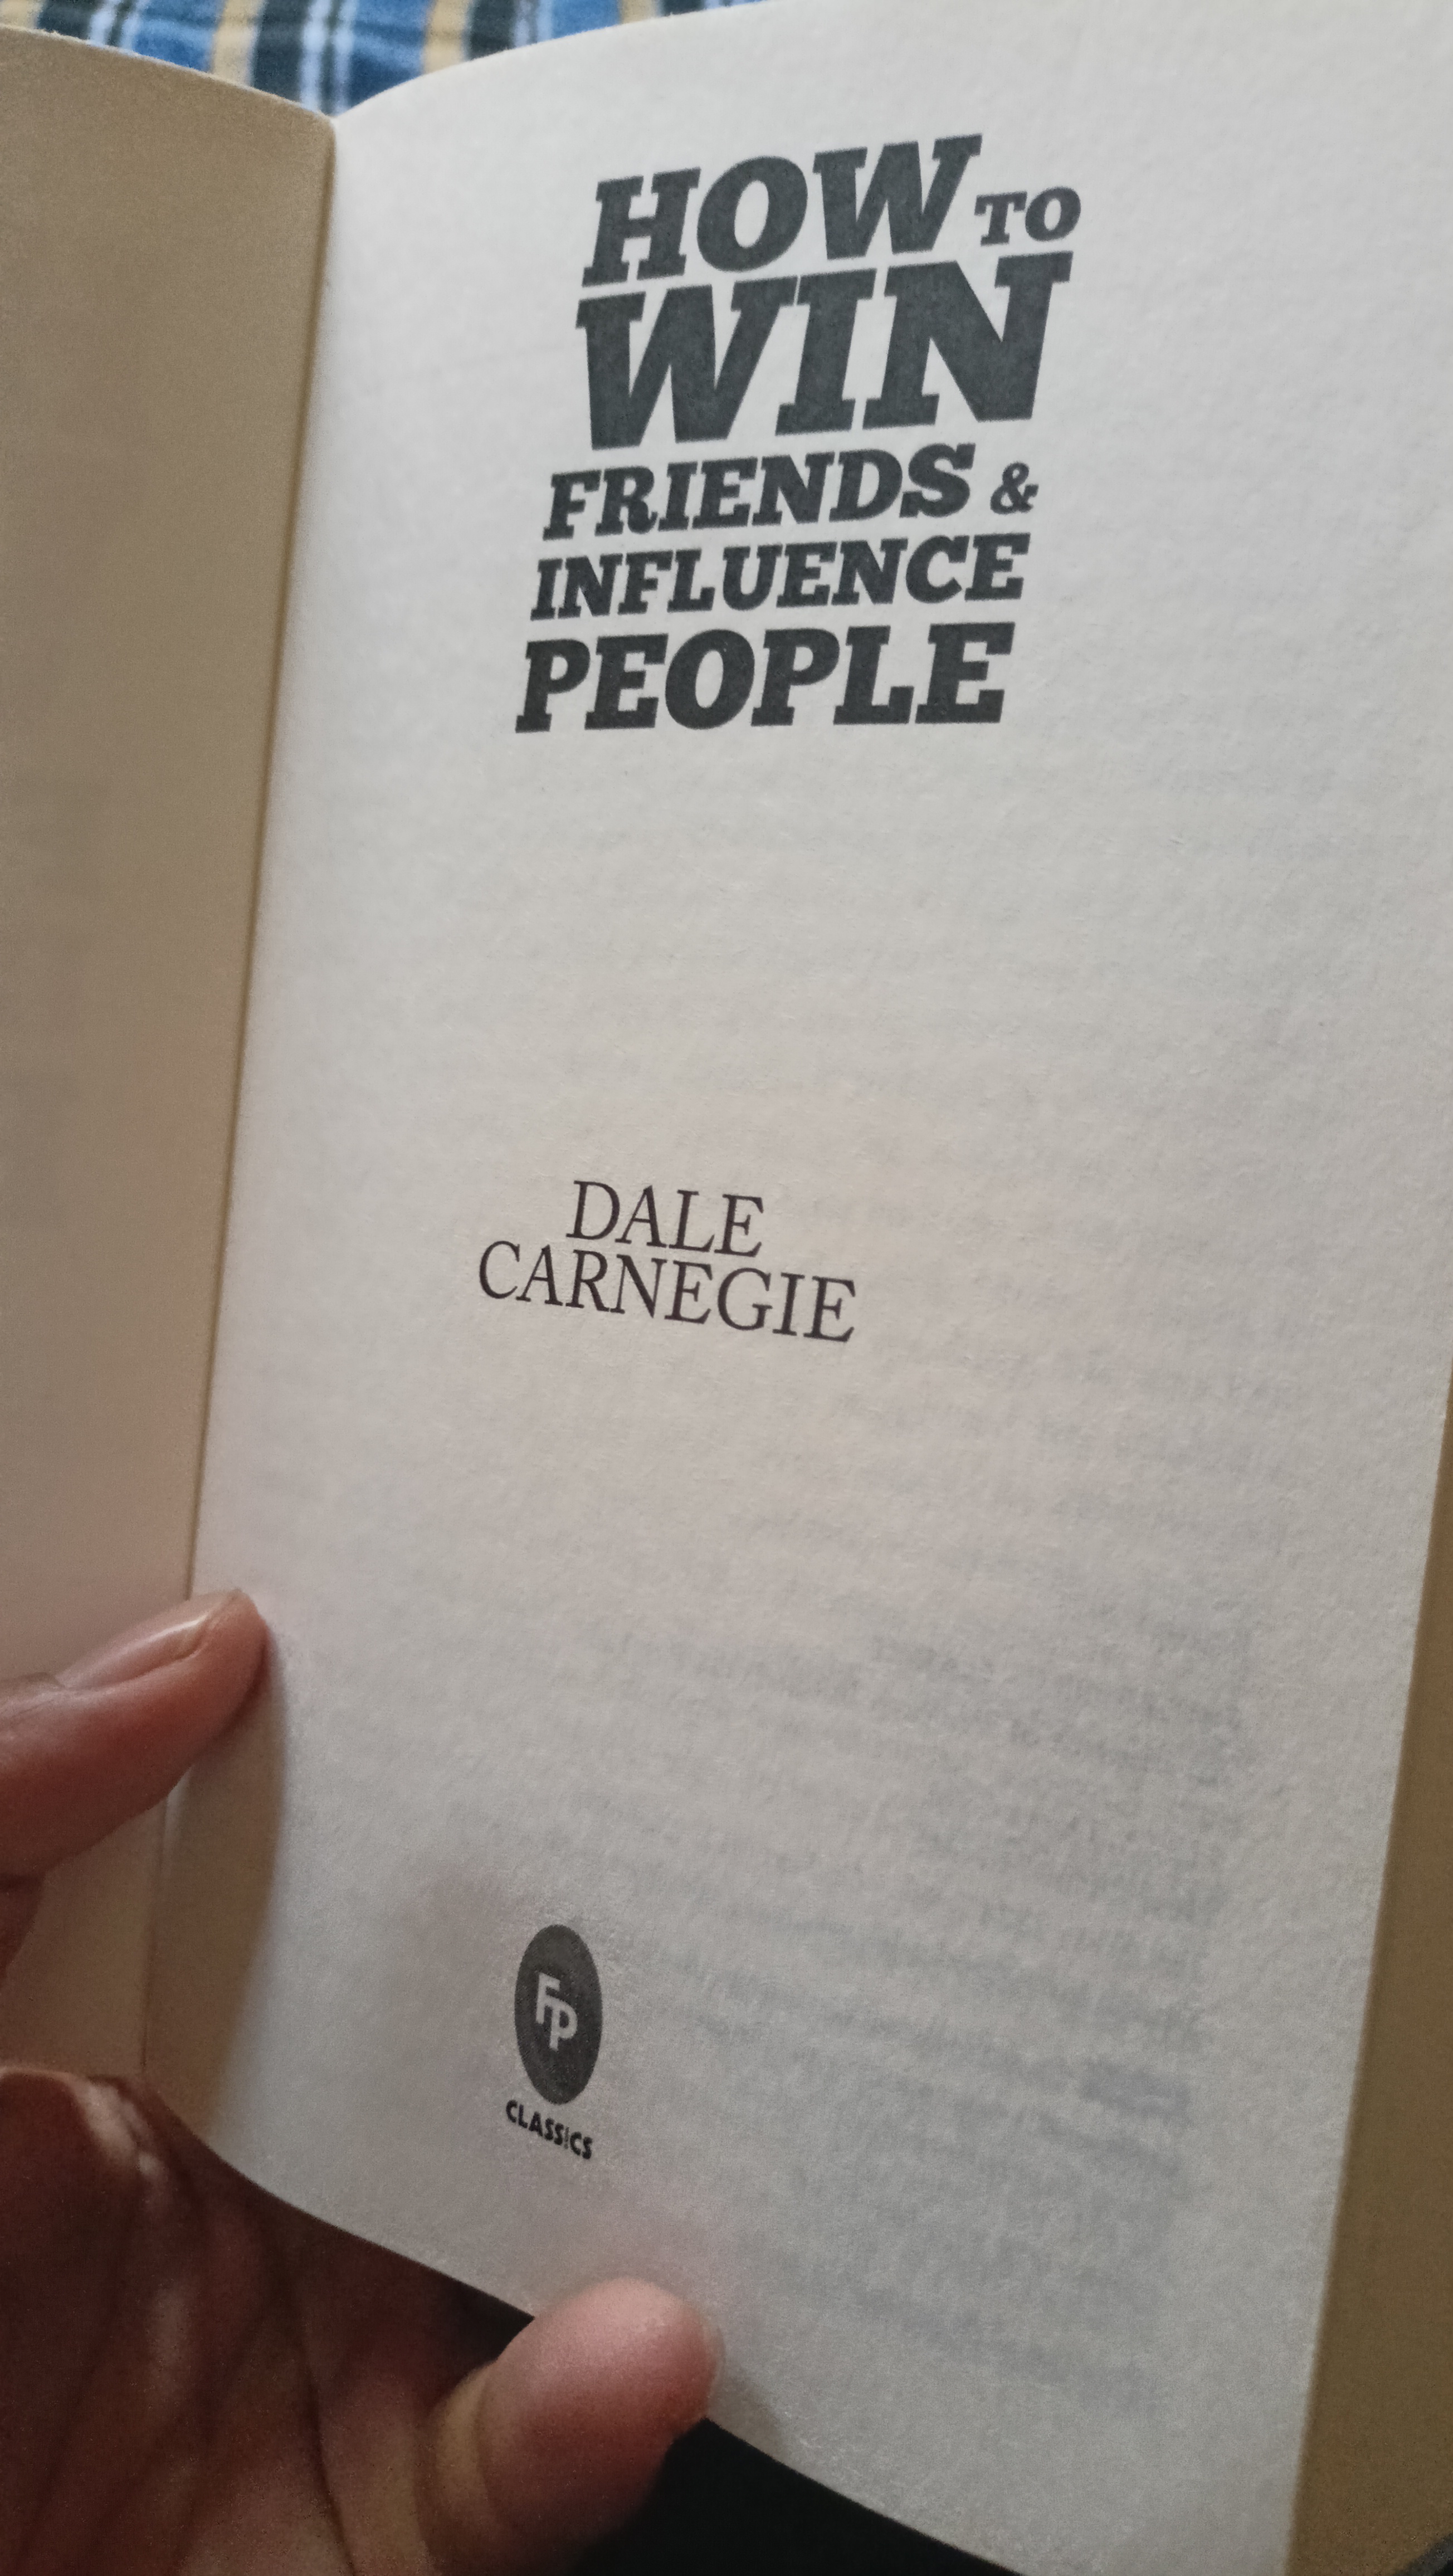 HOW TO
WIN
FRIENDS &
INFLUENCE
PEOPLE
DALE
CARNEGIE
FP
CLASSICS